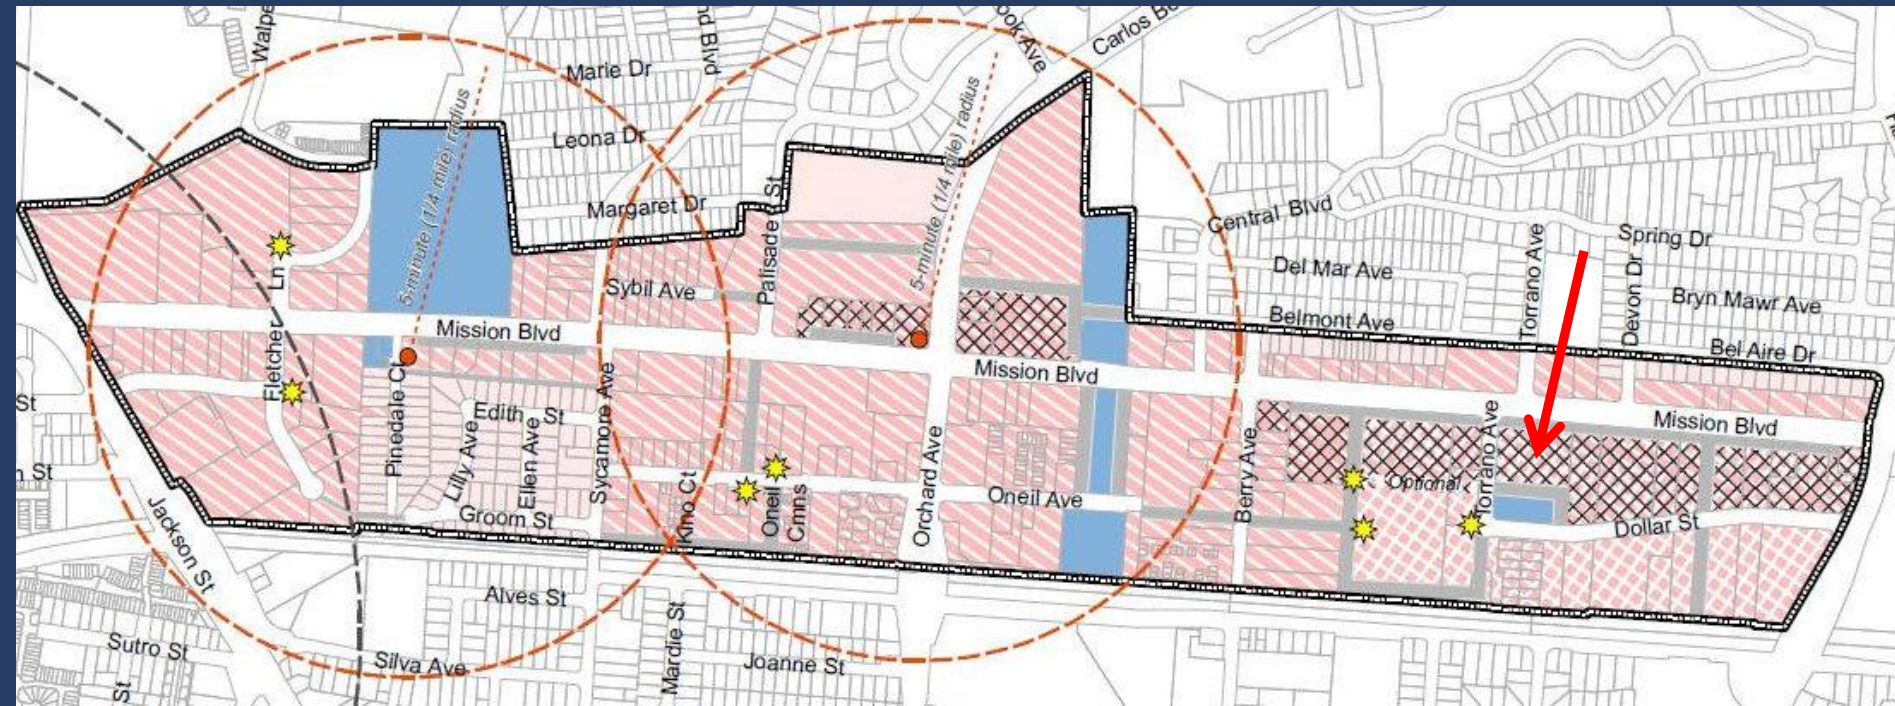 Walpe
nd Blvd
ook Ave
Carlos Be
Marie Dr
Leona Dr
Margaret Dr
5-minute (1/4 mile) radius
5-minute (1/4 mile) radius
Palisade St
Central Blvd
Spring Dr
Torrano Ave
Devon Dr
Del Mar Ave
Bryn Mawr Ave
Belmont Ave
Bel Aire Dr
Sybil Ave
Fletcher Ln
Mission Blvd
Mission Blvd
Mission Blvd
St
Pinedale Ct
Edith St
Lilly Ave
Ellen Ave
Sycamore Ave
Groom St
Kino Ct
Oneil Cmns
Orchard Ave
Oneil Ave
Berry Ave
Optional
Torrano Ave
Dollar St
n St
Jackson St
Alves St
Sutro St
St
Silva Ave
Mardie St
Joanne St